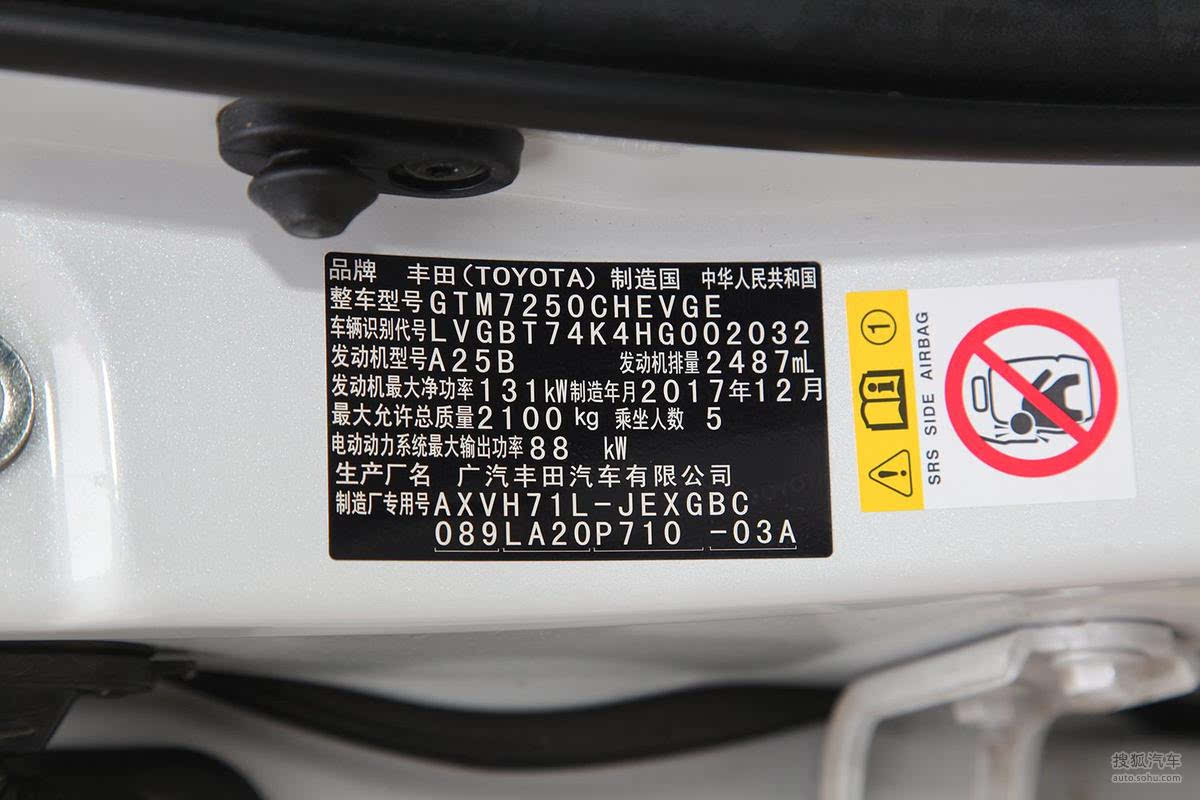 品牌 丰田(TOYOTA) 制造国 中华人民共和国
整车型号 GTM7250CHEVGE
车辆识别代号 LVGBT74K4HG002032
发动机型号 A25B 发动机排量 2487mL
发动机最大净功率 131kW 制造年月 2017年12月
最大允许总质量 2100 kg 乘坐人数 5
电动动力系统最大输出功率 88 kW
生产厂名 广汽丰田汽车有限公司
制造厂专用号 AXVH71L-JEXGBC
089LA20P710 -03A
1
SRS SIDE AIRBAG
搜狐汽车
auto.sohu.com